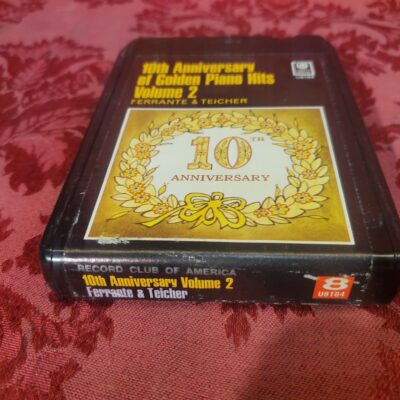 10th Anniversary
of Golden Piano Hits
Volume 2
FERRANTE & TEICHER
10TH
ANNIVERSARY
RECORD CLUB OF AMERICA
10th Anniversary Volume 2
Ferrante & Teicher
8
U8184